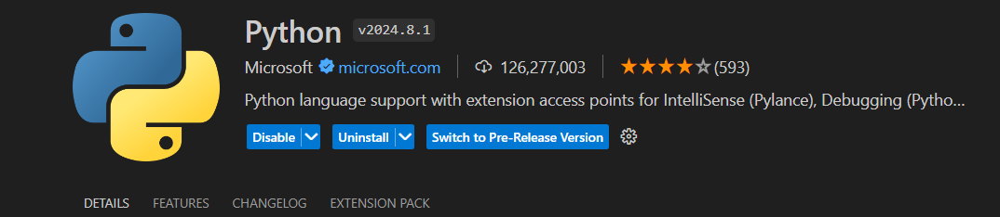 Python v2024.8.1
Microsoft microsoft.com 126,277,003 (593)
Python language support with extension access points for IntelliSense (Pylance), Debugging (Pytho...
Disable Uninstall Switch to Pre-Release Version
DETAILS FEATURES CHANGELOG EXTENSION PACK